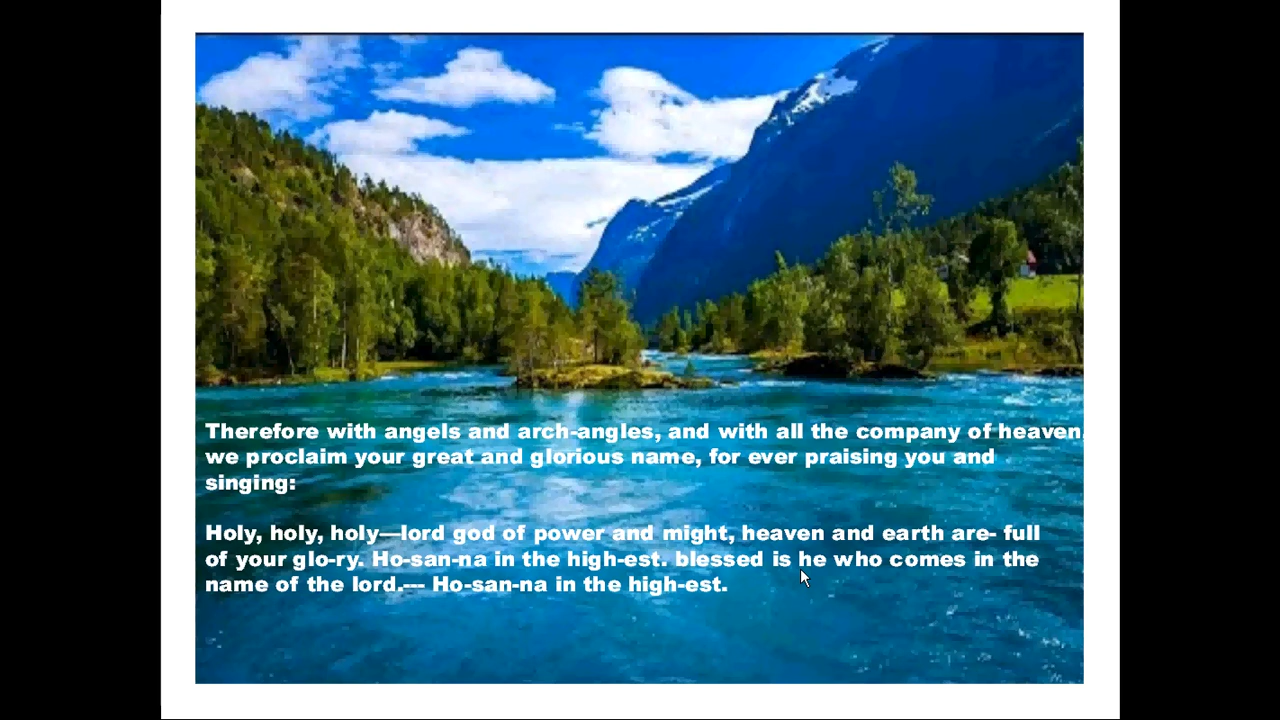 Therefore with angels and arch-angles, and with all the company of heaven,
we proclaim your great and glorious name, for ever praising you and
singing:
Holy, holy, holy—lord god of power and might, heaven and earth are- full
of your glo-ry. Ho-san-na in the high-est. blessed is he who comes in the
name of the lord.--- Ho-san-na in the high-est.